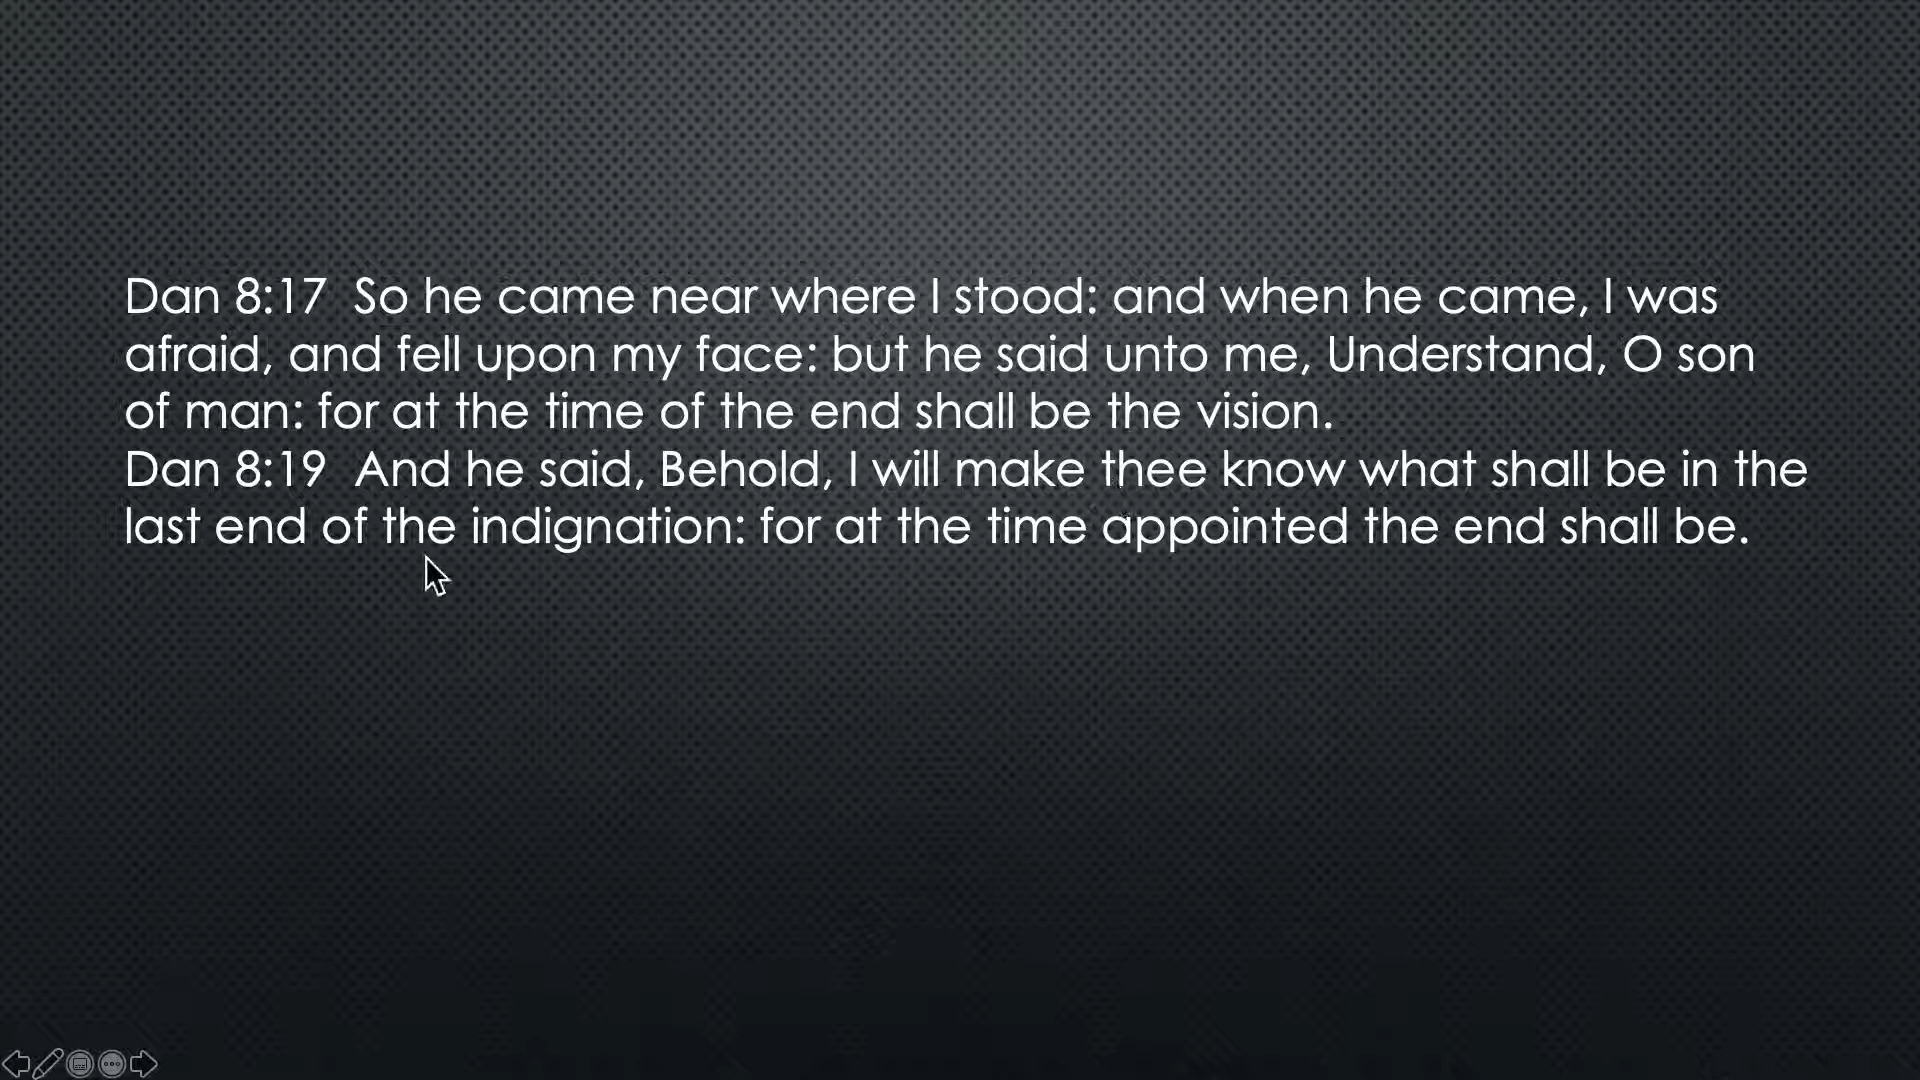 Dan 8:17  So he came near where I stood: and when he came, I was
afraid, and fell upon my face: but he said unto me, Understand, O son
of man: for at the time of the end shall be the vision.
Dan 8:19  And he said, Behold, I will make thee know what shall be in the
last end of the indignation: for at the time appointed the end shall be.